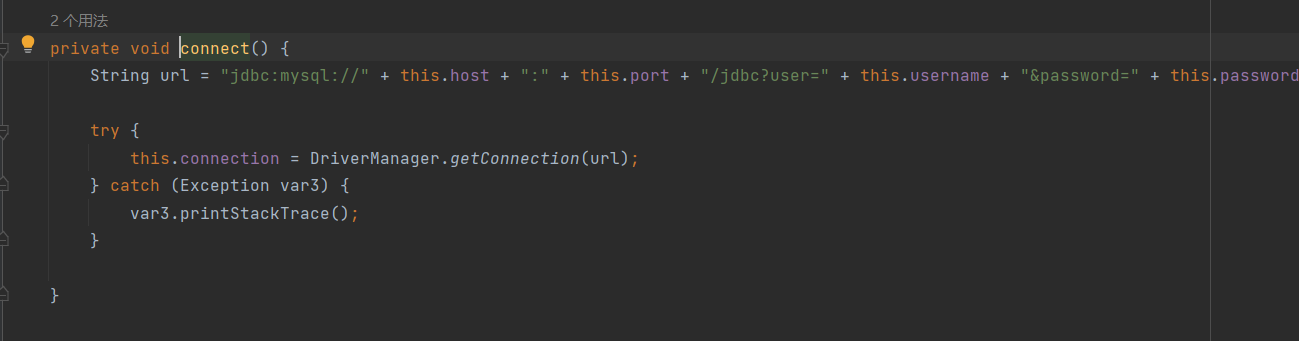 2 个用法
private void connect() {
String url = "jdbc:mysql://" + this.host + ":" + this.port + "/jdbc?user=" + this.username + "&password=" + this.password
try {
this.connection = DriverManager.getConnection(url);
} catch (Exception var3) {
var3.printStackTrace();
}
}